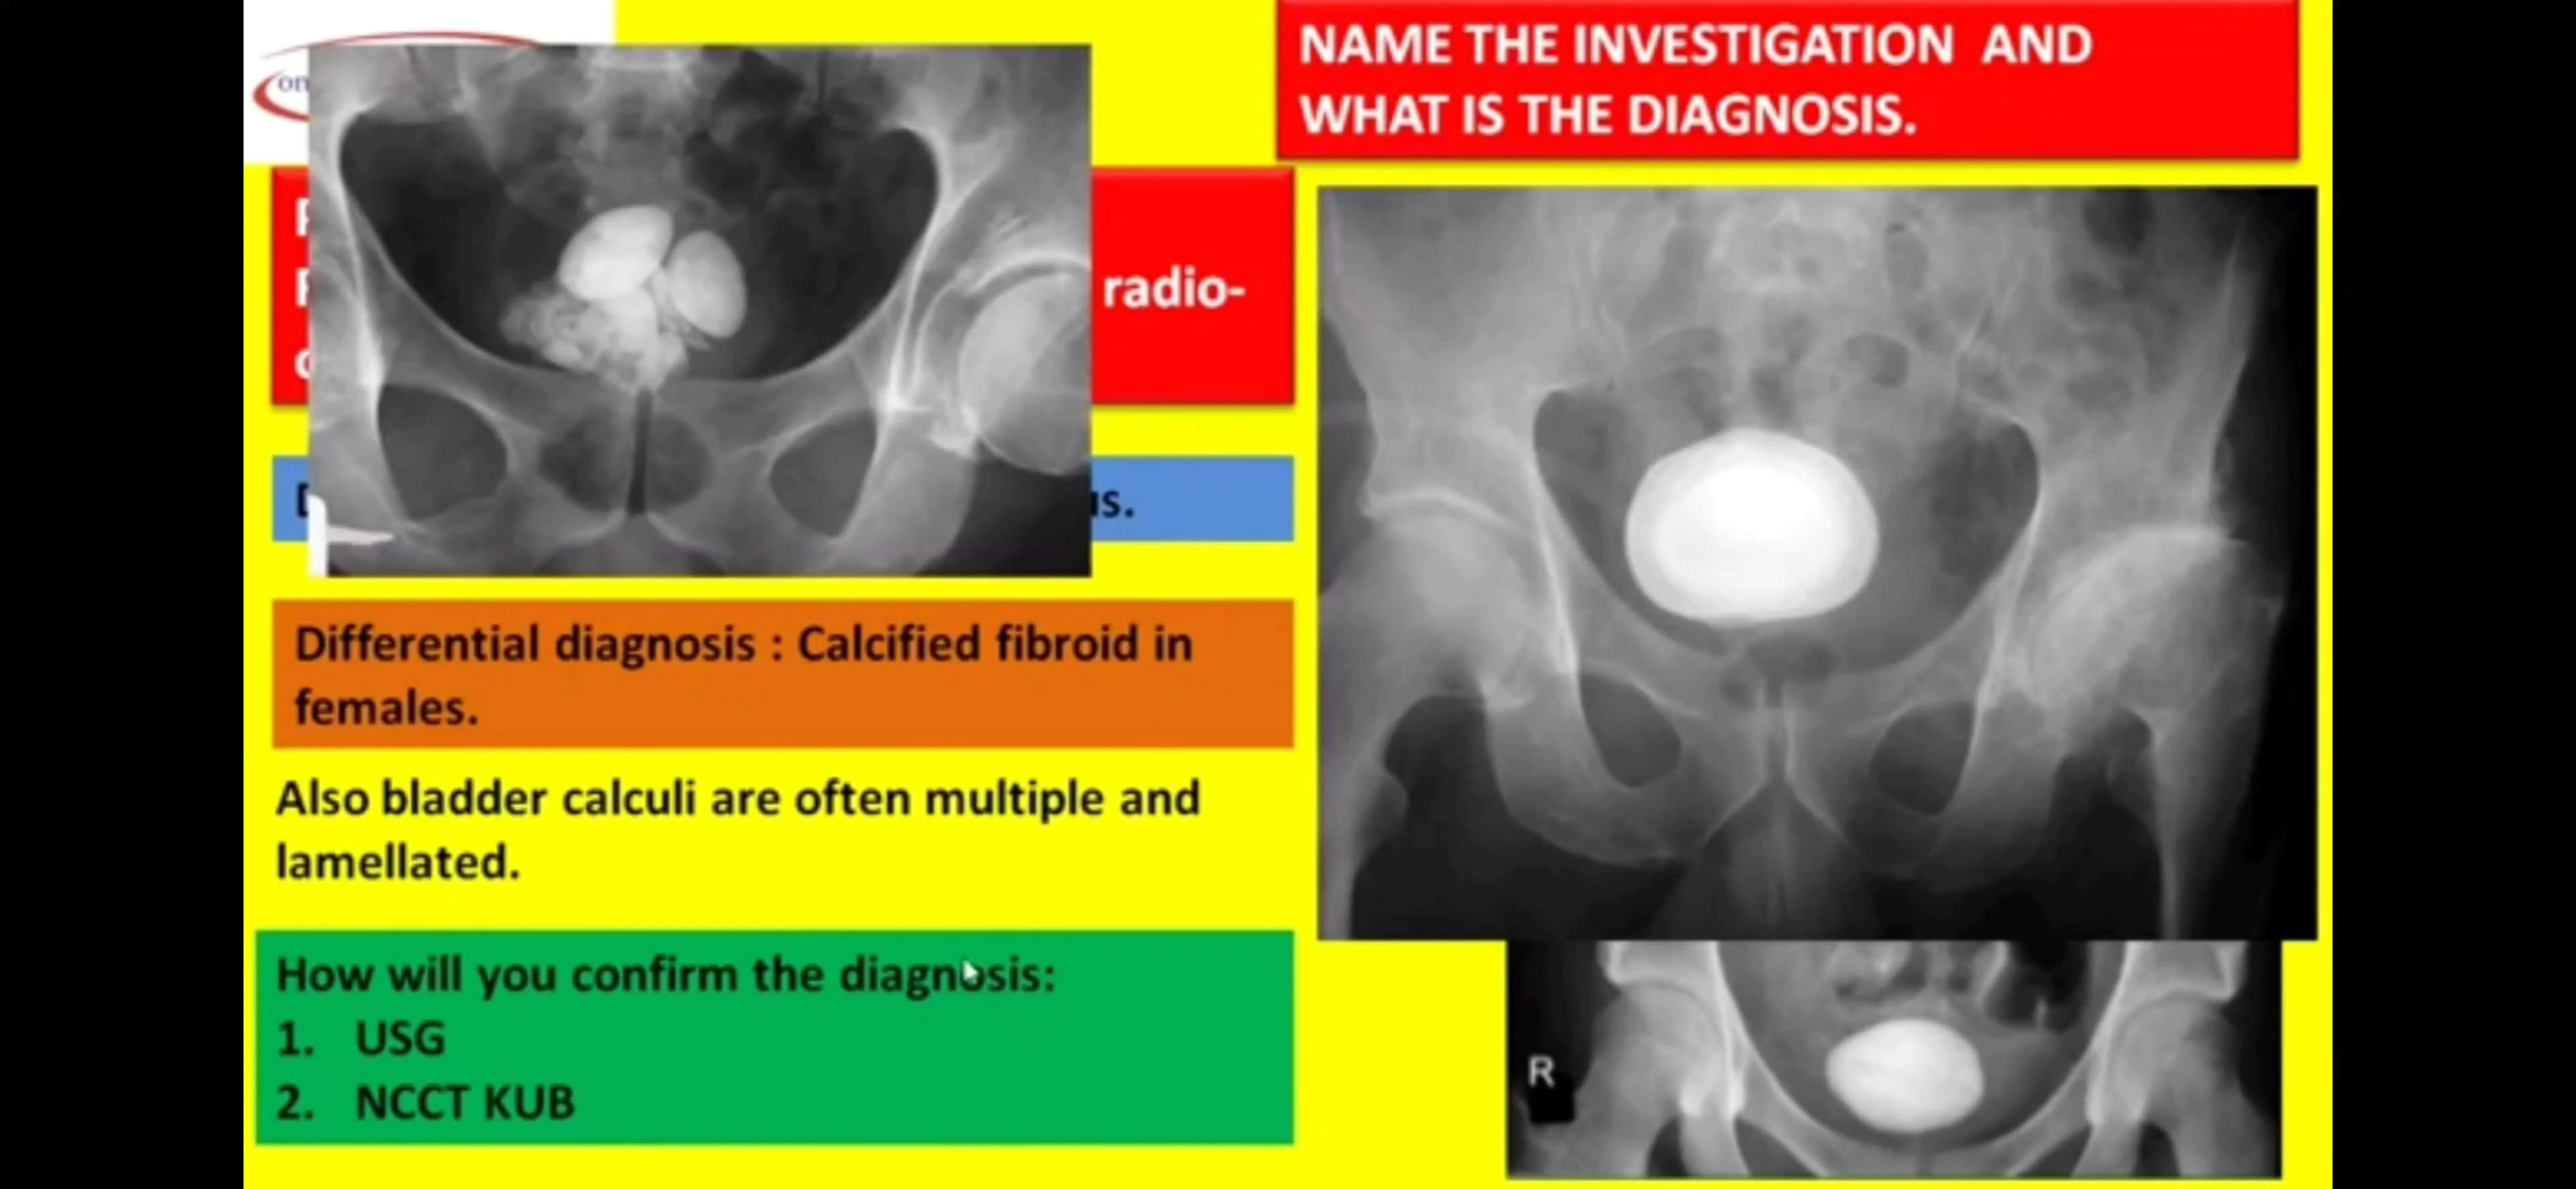 NAME THE INVESTIGATION AND
WHAT IS THE DIAGNOSIS.
radio-
Differential diagnosis : Calcified fibroid in
females.
Also bladder calculi are often multiple and
lamellated.
How will you confirm the diagnosis:
1. USG
2. NCCT KUB
R